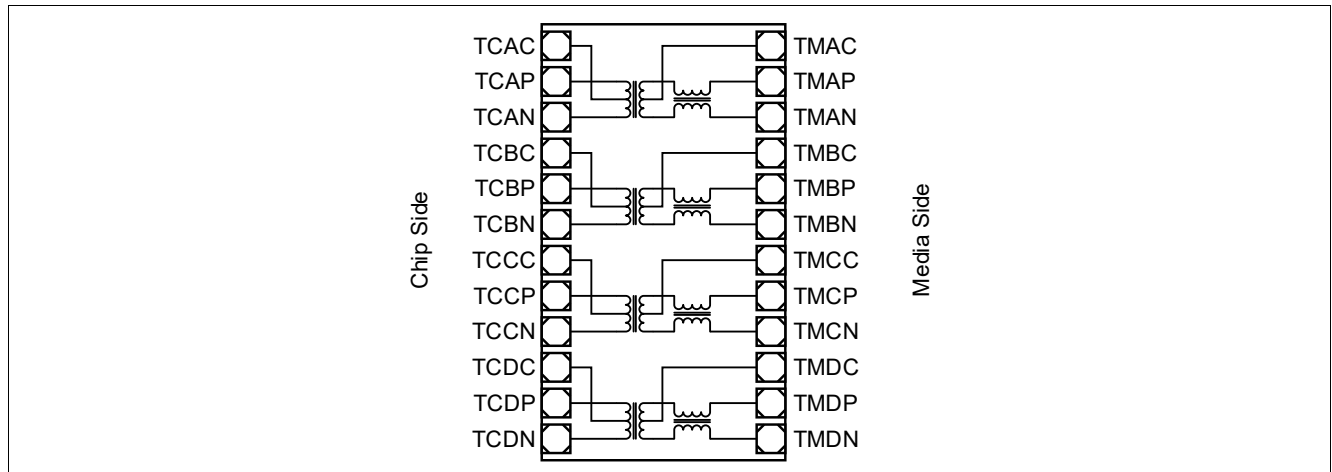 TCAC
TMAC
TCAP
TMAP
TCAN
TMAN
TCBC
TMBC
TCBP
TMBP
TCBN
TMBN
TCCC
TMCC
TCCP
TMCP
TCCN
TMCN
TCDC
TMDC
TCDP
TMDP
TCDN
TMDN
Chip Side
Media Side